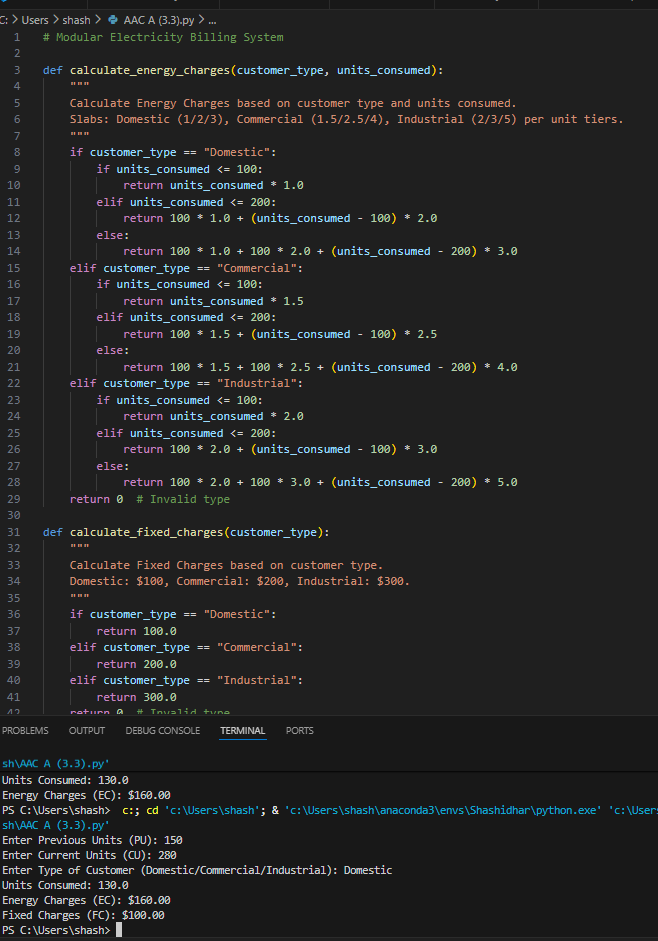 C: > Users > shash > AAC A (3.3).py > ...
1 # Modular Electricity Billing System
2
3 def calculate_energy_charges(customer_type, units_consumed):
4     """
5     Calculate Energy Charges based on customer type and units consumed.
6     Slabs: Domestic (1/2/3), Commercial (1.5/2.5/4), Industrial (2/3/5) per unit tiers.
7     """
8     if customer_type == "Domestic":
9         if units_consumed <= 100:
10             return units_consumed * 1.0
11         elif units_consumed <= 200:
12             return 100 * 1.0 + (units_consumed - 100) * 2.0
13         else:
14             return 100 * 1.0 + 100 * 2.0 + (units_consumed - 200) * 3.0
15     elif customer_type == "Commercial":
16         if units_consumed <= 100:
17             return units_consumed * 1.5
18         elif units_consumed <= 200:
19             return 100 * 1.5 + (units_consumed - 100) * 2.5
20         else:
21             return 100 * 1.5 + 100 * 2.5 + (units_consumed - 200) * 4.0
22     elif customer_type == "Industrial":
23         if units_consumed <= 100:
24             return units_consumed * 2.0
25         elif units_consumed <= 200:
26             return 100 * 2.0 + (units_consumed - 100) * 3.0
27         else:
28             return 100 * 2.0 + 100 * 3.0 + (units_consumed - 200) * 5.0
29     return 0  # Invalid type
30
31 def calculate_fixed_charges(customer_type):
32     """
33     Calculate Fixed Charges based on customer type.
34     Domestic: $100, Commercial: $200, Industrial: $300.
35     """
36     if customer_type == "Domestic":
37         return 100.0
38     elif customer_type == "Commercial":
39         return 200.0
40     elif customer_type == "Industrial":
41         return 300.0
42     return 0  # Invalid type
PROBLEMS OUTPUT DEBUG CONSOLE TERMINAL PORTS
sh\AAC A (3.3).py'
Units Consumed: 130.0
Energy Charges (EC): $160.00
PS C:\Users\shash>  c:; cd 'c:\Users\shash'; & 'c:\Users\shash\anaconda3\envs\Shashidhar\python.exe' 'c:\Users
sh\AAC A (3.3).py'
Enter Previous Units (PU): 150
Enter Current Units (CU): 280
Enter Type of Customer (Domestic/Commercial/Industrial): Domestic
Units Consumed: 130.0
Energy Charges (EC): $160.00
Fixed Charges (FC): $100.00
PS C:\Users\shash>